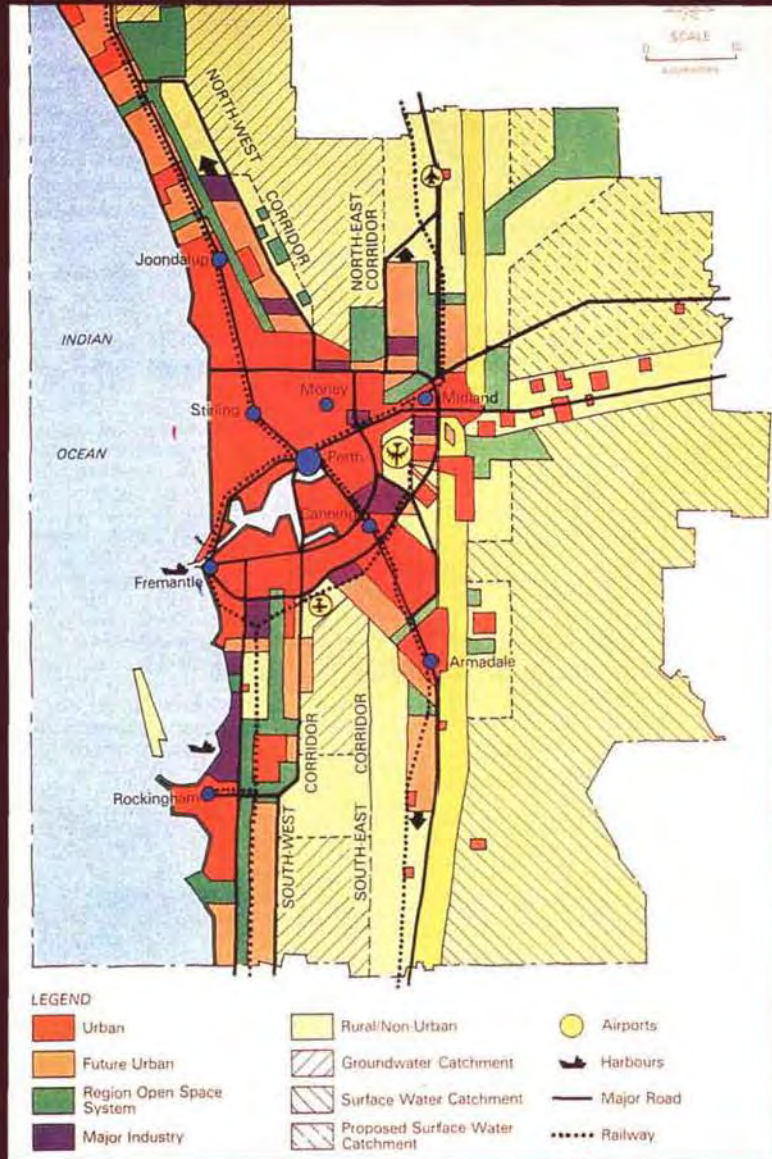 SCALE
0 10
KILOMETRES
NORTH-WEST
CORRIDOR
NORTH-EAST
CORRIDOR
Joondalup
INDIAN
OCEAN
Stirling
Morley
Midland
Perth
Canning
Fremantle
Armadale
Rockingham
SOUTH-WEST
CORRIDOR
SOUTH-EAST
CORRIDOR
LEGEND
Urban
Future Urban
Region Open Space
System
Major Industry
Rural/Non-Urban
Groundwater Catchment
Surface Water Catchment
Proposed Surface Water
Catchment
Airports
Harbours
Major Road
Railway